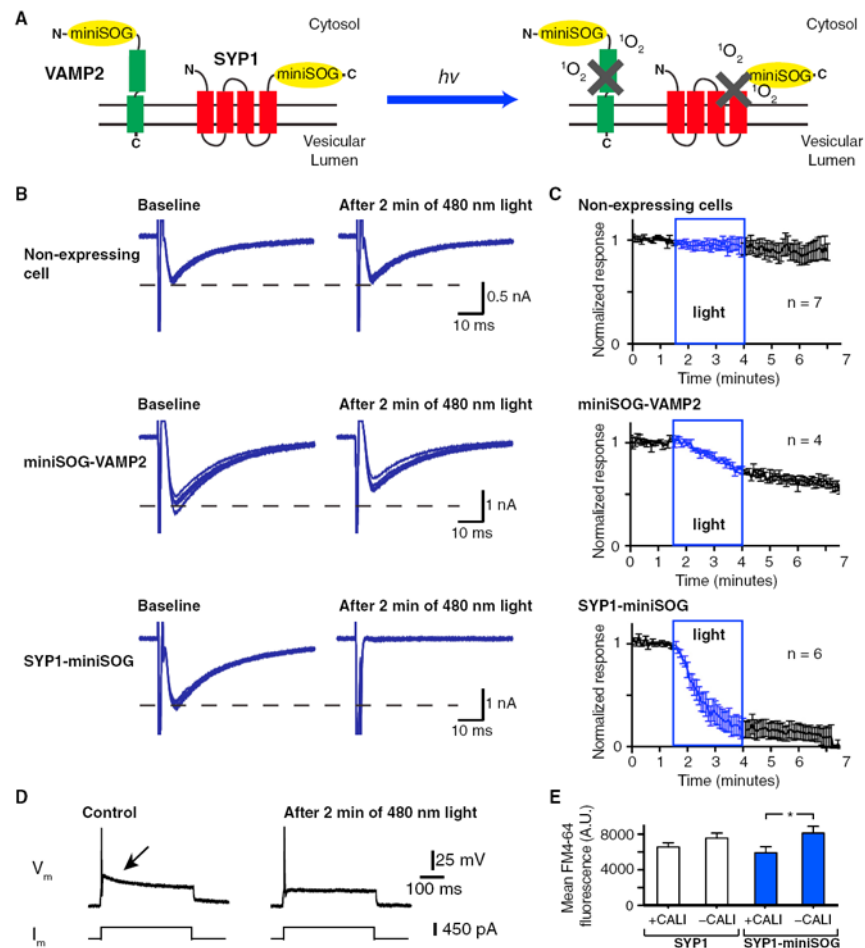 A
N-
miniSOG
VAMP2
SYP1
N
miniSOG
·C
C
Cytosol
Vesicular
Lumen
hν
N-
miniSOG
¹O₂
¹O₂
C
N
¹O₂
miniSOG
·C
¹O₂
Cytosol
Vesicular
Lumen
B
Baseline
After 2 min of 480 nm light
Non-expressing
cell
0.5 nA
10 ms
Baseline
After 2 min of 480 nm light
miniSOG-VAMP2
1 nA
10 ms
Baseline
After 2 min of 480 nm light
SYP1-miniSOG
1 nA
10 ms
C
Non-expressing cells
Normalized response
1
0
light
n = 7
0 1 2 3 4 5 6 7
Time (minutes)
miniSOG-VAMP2
Normalized response
1
0
light
n = 4
0 1 2 3 4 5 6 7
Time (minutes)
SYP1-miniSOG
Normalized response
1
0
light
n = 6
0 1 2 3 4 5 6 7
Time (minutes)
D
Control
After 2 min of 480 nm light
Vm
25 mV
100 ms
Im
450 pA
E
Mean FM4-64
fluorescence (A.U.)
8000
4000
0
*
+CALI −CALI +CALI −CALI
SYP1 SYP1-miniSOG